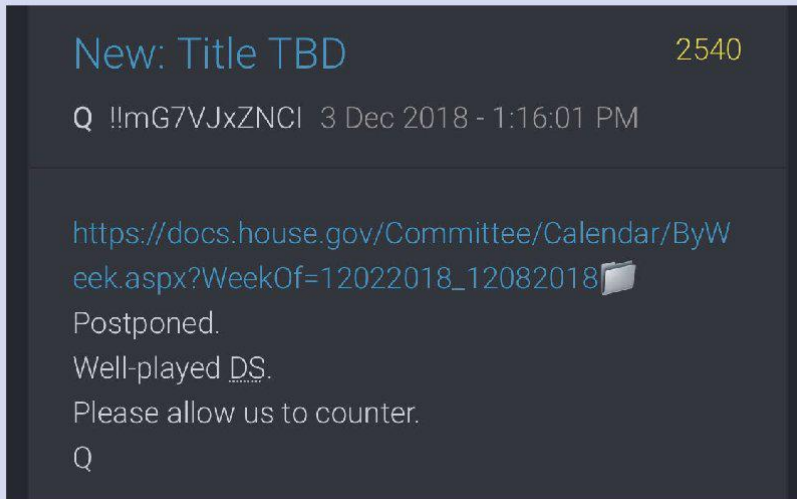 New: Title TBD
2540
Q !!mG7VJxZNCI 3 Dec 2018 - 1:16:01 PM
https://docs.house.gov/Committee/Calendar/ByW
eek.aspx?WeekOf=12022018_12082018
Postponed.
Well-played DS.
Please allow us to counter.
Q